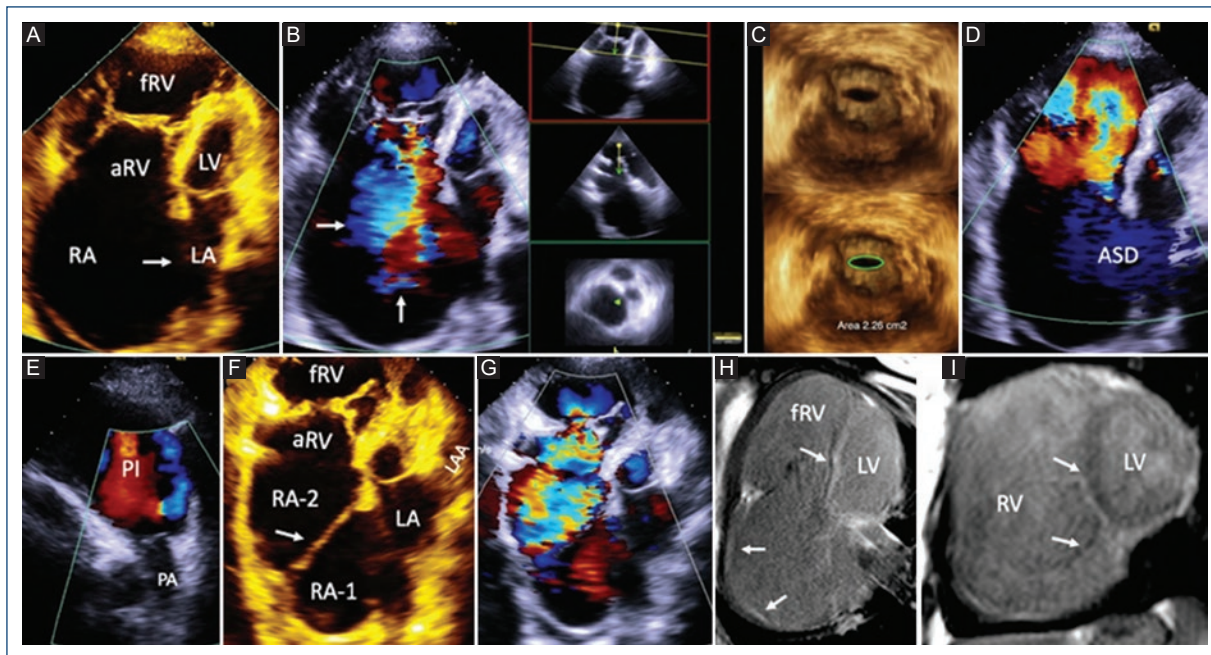 A
fRV
aRV
LV
RA
LA
B
C
Area 2.26 cm2
D
ASD
E
PI
PA
F
fRV
aRV
LAA
RA-2
LA
RA-1
G
H
fRV
LV
I
LV
RV